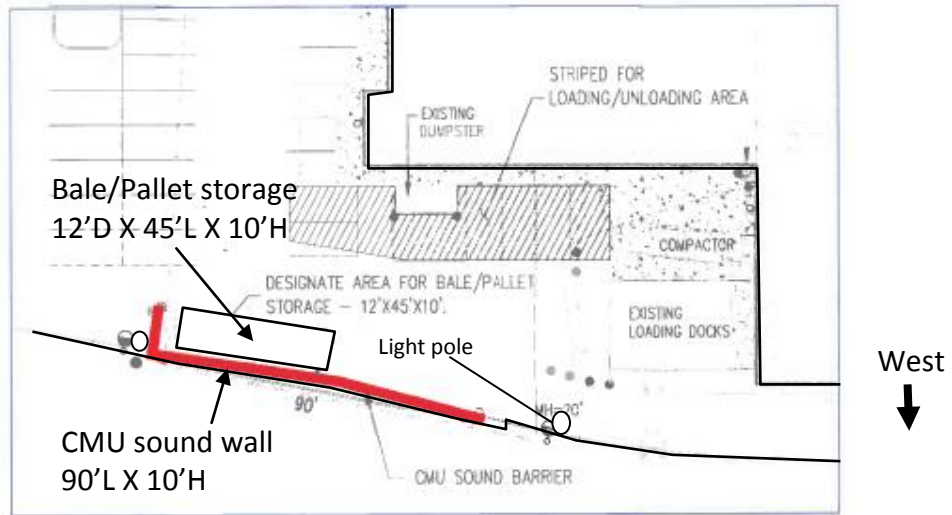 STRIPED FOR
LOADING/UNLOADING AREA
EXISTING
DUMPSTER
Bale/Pallet storage
12’D X 45’L X 10’H
COMPACTOR
DESIGNATE AREA FOR BALE/PALLET
STORAGE – 12'X45'X10'.
EXISTING
LOADING DOCKS
Light pole
West
90'
MH=20'
CMU sound wall
90’L X 10’H
CMU SOUND BARRIER